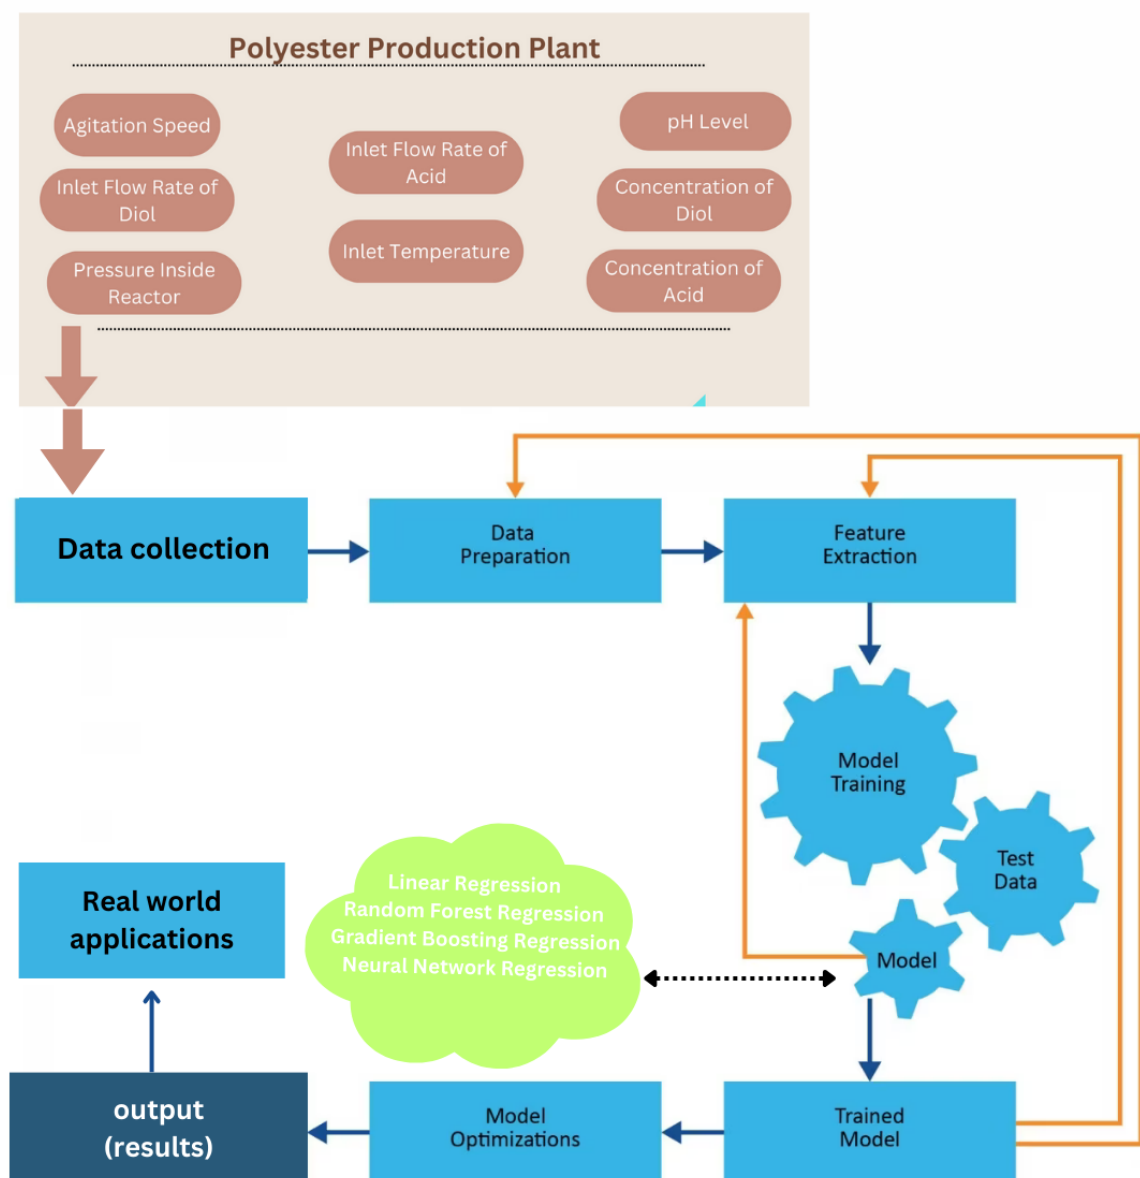 Polyester Production Plant
Agitation Speed
Inlet Flow Rate of
Diol
Pressure Inside
Reactor
Inlet Flow Rate of
Acid
Inlet Temperature
pH Level
Concentration of
Diol
Concentration of
Acid
Data collection
Data
Preparation
Feature
Extraction
Model
Training
Test
Data
Model
Linear Regression
Random Forest Regression
Gradient Boosting Regression
Neural Network Regression
Trained
Model
Model
Optimizations
output
(results)
Real world
applications